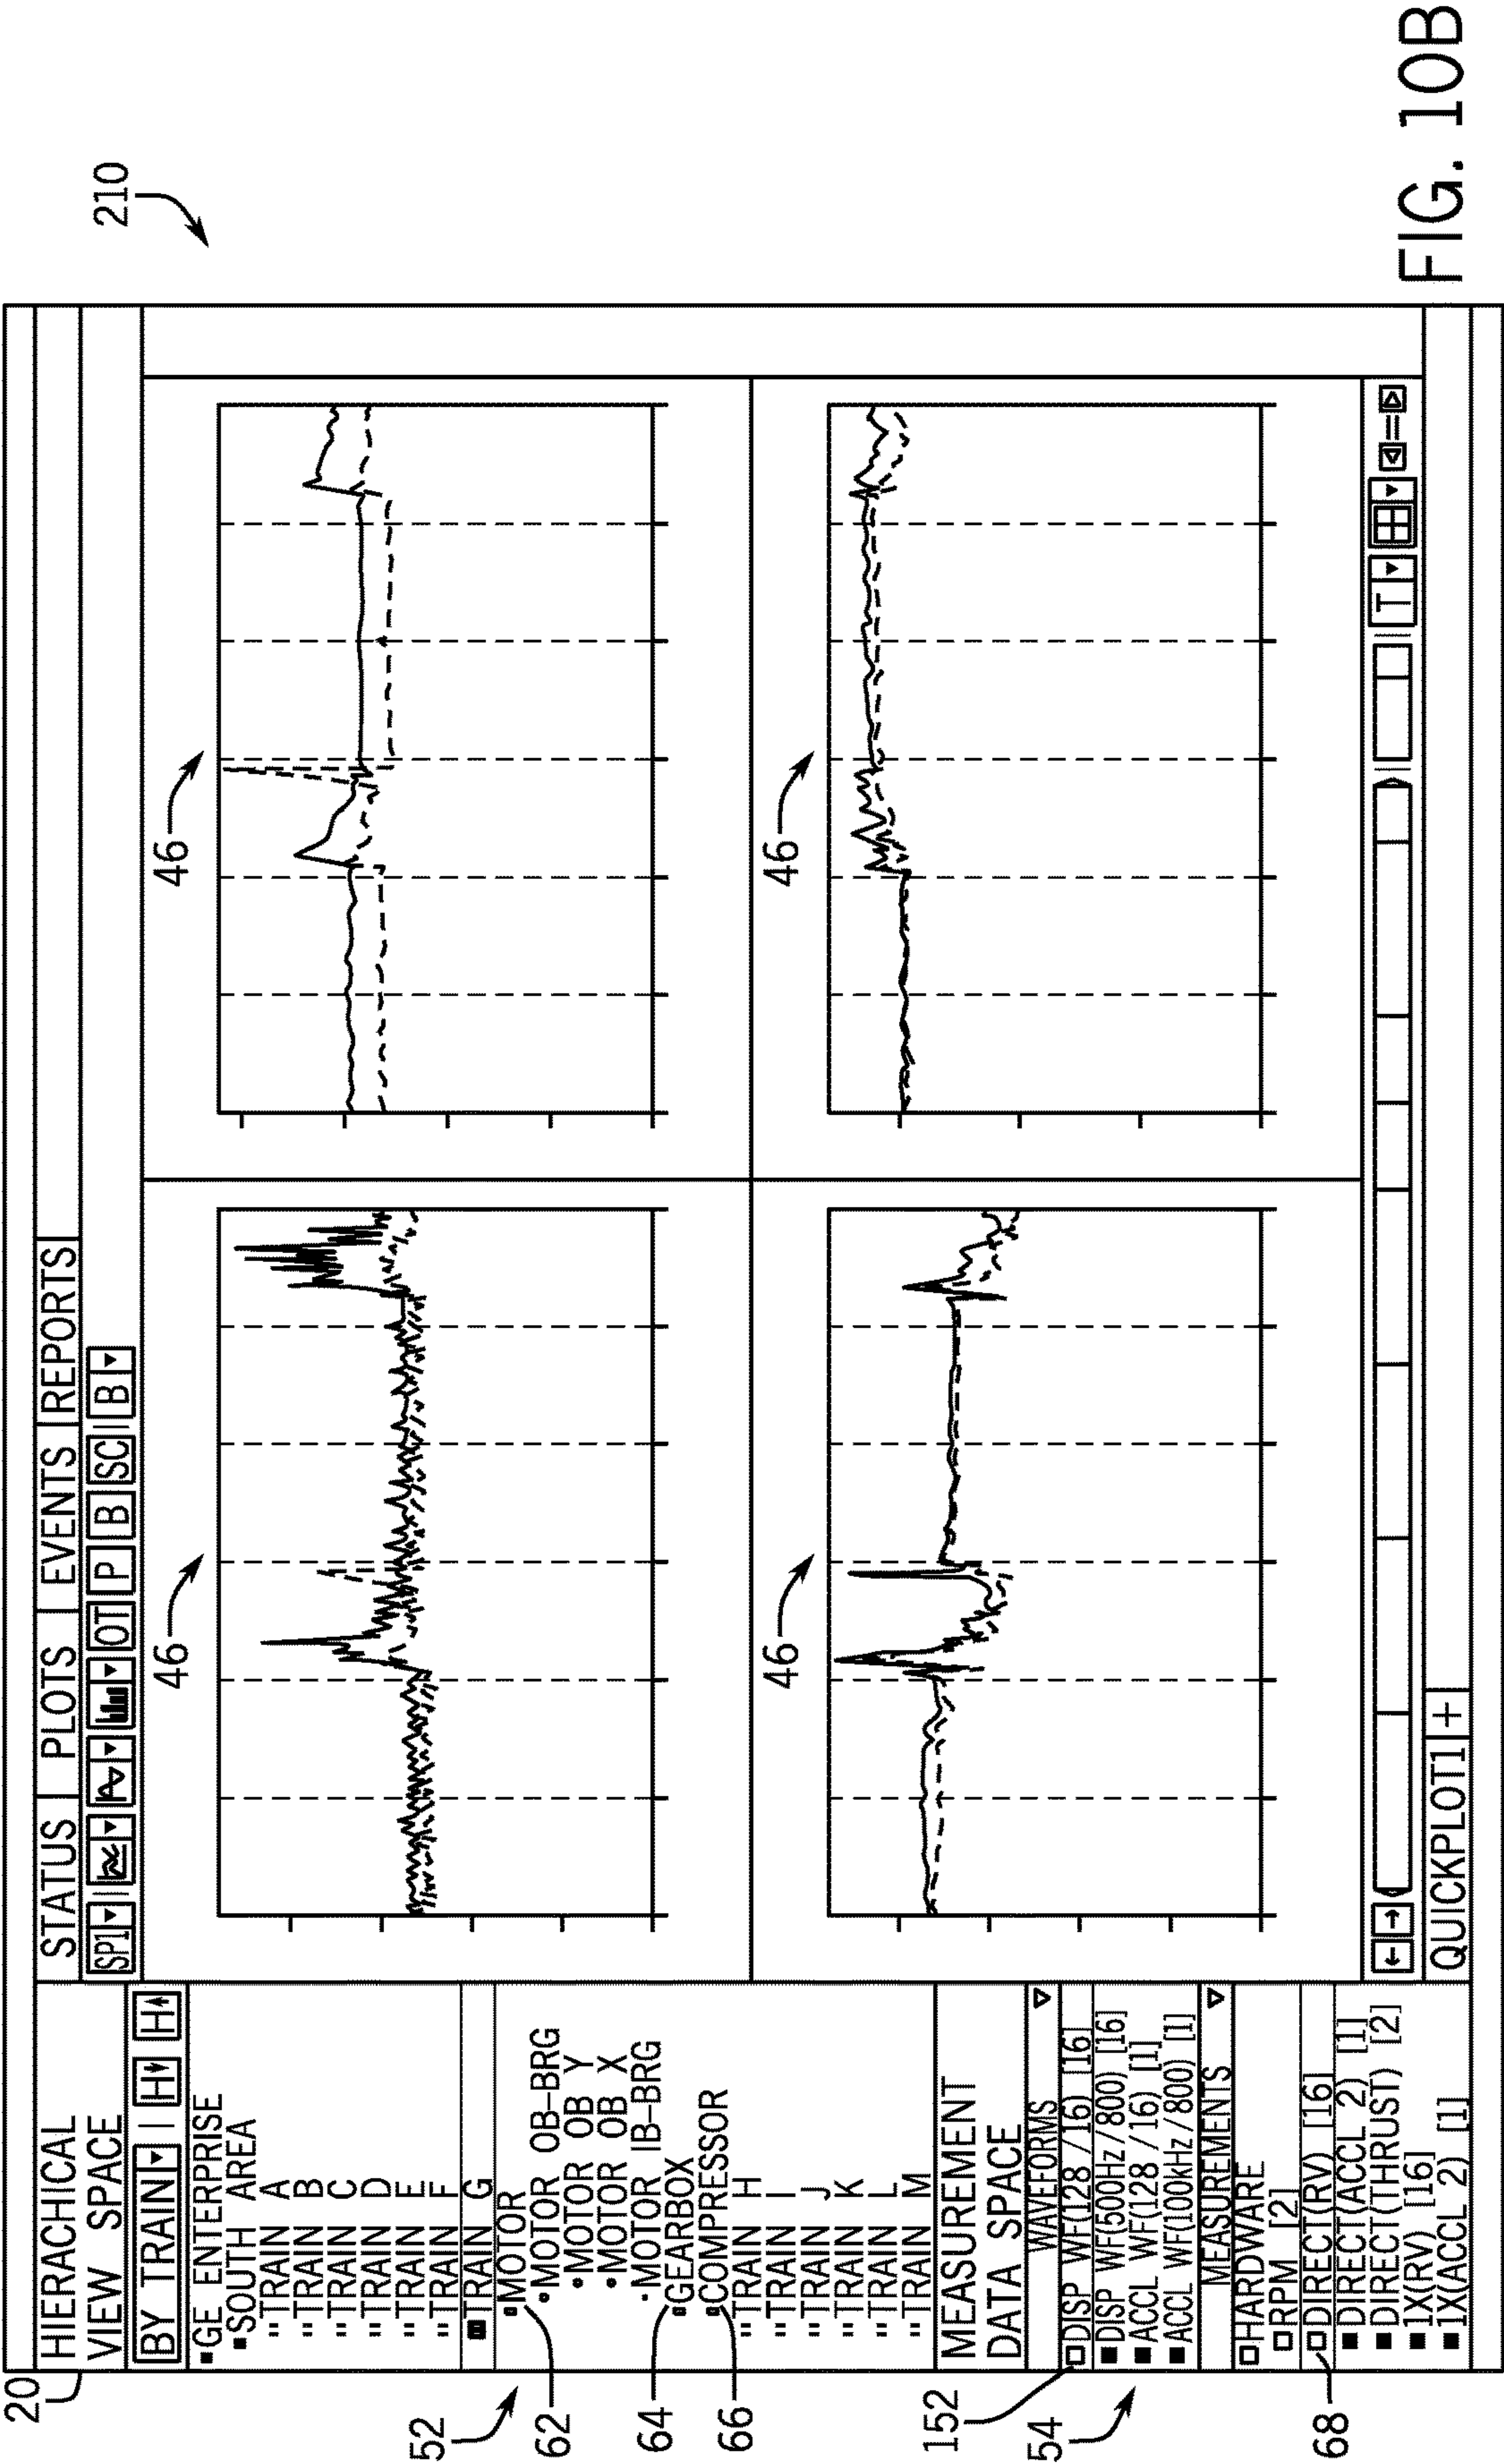 210
20
HIERACHICAL
VIEW SPACE
STATUS | PLOTS | EVENTS | REPORTS
BY TRAIN | H | H
SP1 | OT P B SC | B
GE ENTERPRISE
SOUTH AREA
"TRAIN A
"TRAIN B
"TRAIN C
"TRAIN D
"TRAIN E
"TRAIN F
TRAIN G
MOTOR
MOTOR OB-BRG
MOTOR OB Y
MOTOR OB X
MOTOR IB-BRG
GEARBOX
COMPRESSOR
"TRAIN H
"TRAIN I
"TRAIN J
"TRAIN K
"TRAIN L
"TRAIN M
52
62
64
66
46
46
46
46
MEASUREMENT
DATA SPACE
WAVEFORMS
152
DISP WF(128/16) [16]
DISP WF(500Hz/800) [16]
54
ACCL WF(128/16) [1]
ACCL WF(100kHz/800) [1]
MEASUREMENTS
HARDWARE
RPM [2]
DIRECT(RV) [16]
68
DIRECT(ACCL 2) [1]
DIRECT(THRUST) [2]
1X(RV) [16]
1X(ACCL 2) [1]
T
QUICKPLOT1 +
FIG. 10B